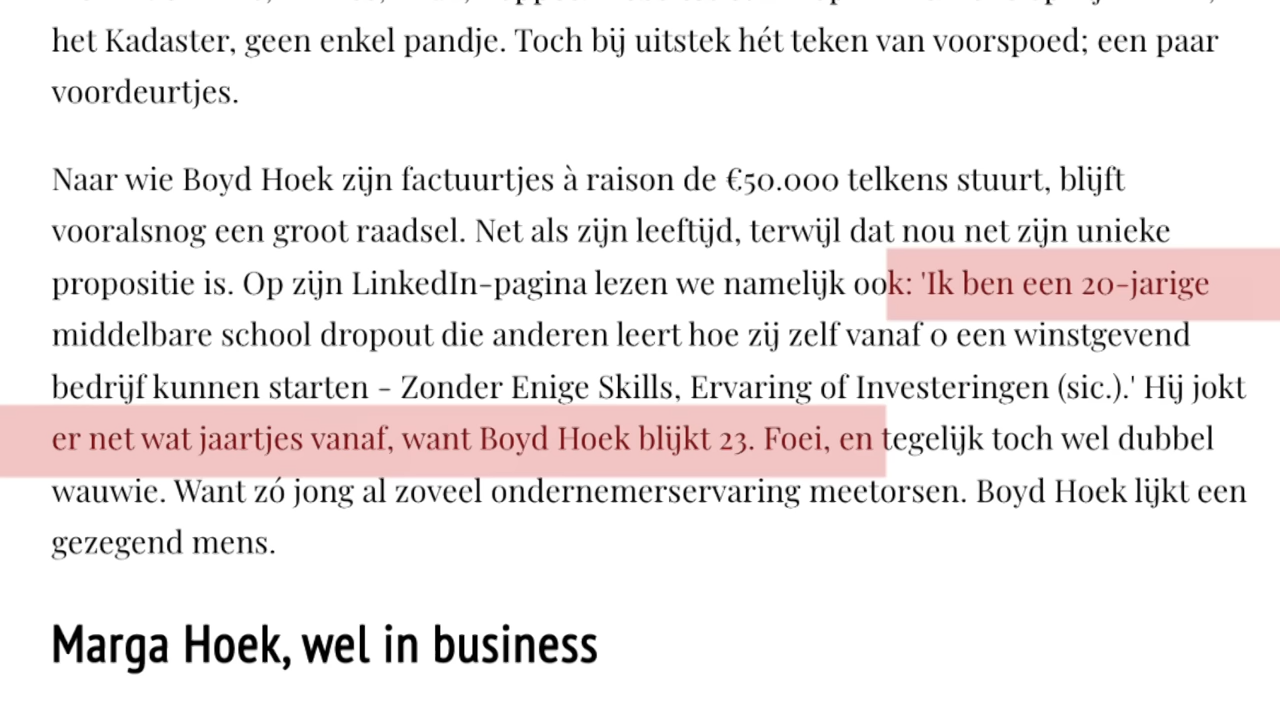 het Kadaster, geen enkel pandje. Toch bij uitstek hét teken van voorspoed; een paar
voordeurtjes.
Naar wie Boyd Hoek zijn factuurtjes à raison de €50.000 telkens stuurt, blijft
vooralsnog een groot raadsel. Net als zijn leeftijd, terwijl dat nou net zijn unieke
propositie is. Op zijn LinkedIn-pagina lezen we namelijk ook: 'Ik ben een 20-jarige
middelbare school dropout die anderen leert hoe zij zelf vanaf 0 een winstgevend
bedrijf kunnen starten - Zonder Enige Skills, Ervaring of Investeringen (sic.).' Hij jokt
er net wat jaartjes vanaf, want Boyd Hoek blijkt 23. Foei, en tegelijk toch wel dubbel
wauwie. Want zó jong al zoveel ondernemerservaring meetorsen. Boyd Hoek lijkt een
gezegend mens.
Marga Hoek, wel in business